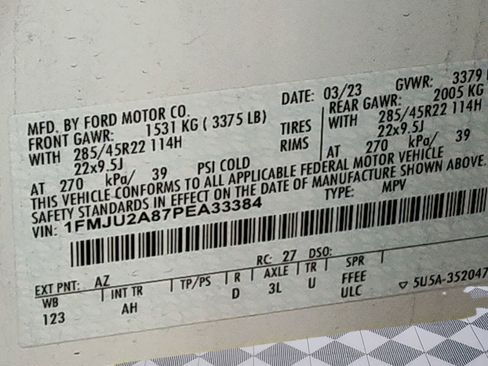 MFD. BY FORD MOTOR CO. DATE: 03/23 GVWR: 3379
FRONT GAWR: 1531 KG ( 3375 LB) REAR GAWR: 2005 KG
WITH 285/45R22 114H TIRES WITH 285/45R22 114H
22x9.5J RIMS 22x9.5J
AT 270 kPa/ 39 PSI COLD AT 270 kPa/ 39
THIS VEHICLE CONFORMS TO ALL APPLICABLE FEDERAL MOTOR VEHICLE
SAFETY STANDARDS IN EFFECT ON THE DATE OF MANUFACTURE SHOWN ABOVE.
VIN: 1FMJU2A87PEA33384 TYPE: MPV
EXT PNT: AZ RC: 27 DSO:
WB INT TR TP/PS R AXLE TR SPR
123 AH D 3L U FFEE
ULC ▽ 5U5A-352047